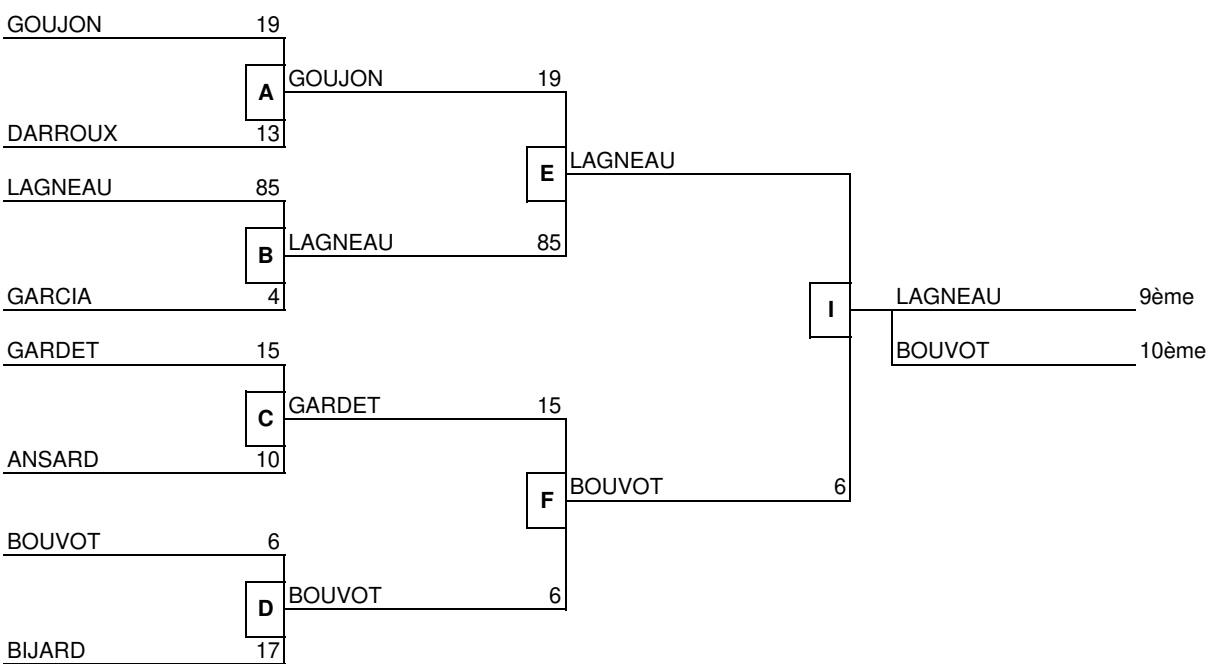 GOUJON 19
A GOUJON 19
DARROUX 13
E LAGNEAU
LAGNEAU 85
B LAGNEAU 85
GARCIA 4
I LAGNEAU 9ème
BOUVOT 10ème
GARDET 15
C GARDET 15
ANSARD 10
F BOUVOT 6
BOUVOT 6
D BOUVOT 6
BIJARD 17